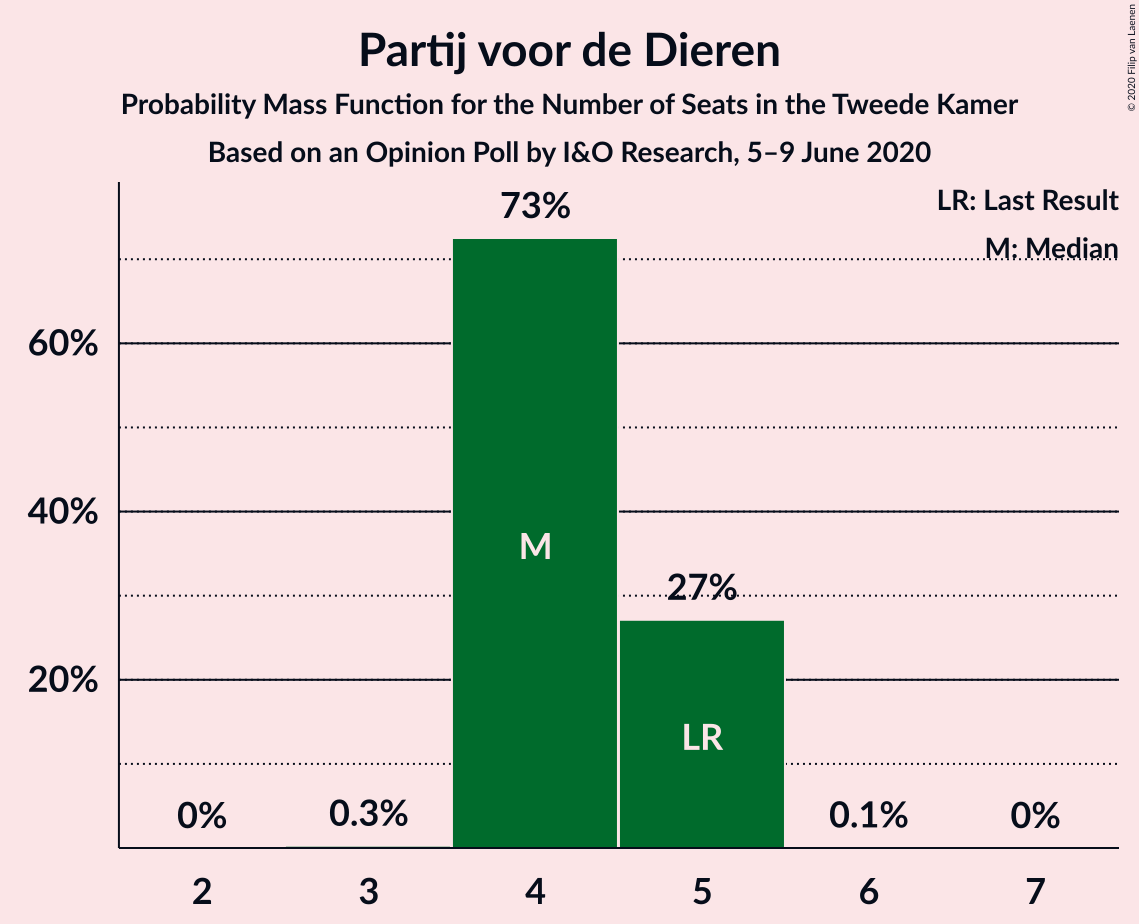 Partij voor de Dieren
Probability Mass Function for the Number of Seats in the Tweede Kamer
Based on an Opinion Poll by I&O Research, 5–9 June 2020
© 2020 Filip van Laenen
LR: Last Result
M: Median
73%
60%
40%
M
27%
20%
LR
0%
0.3%
0.1%
0%
2 3 4 5 6 7